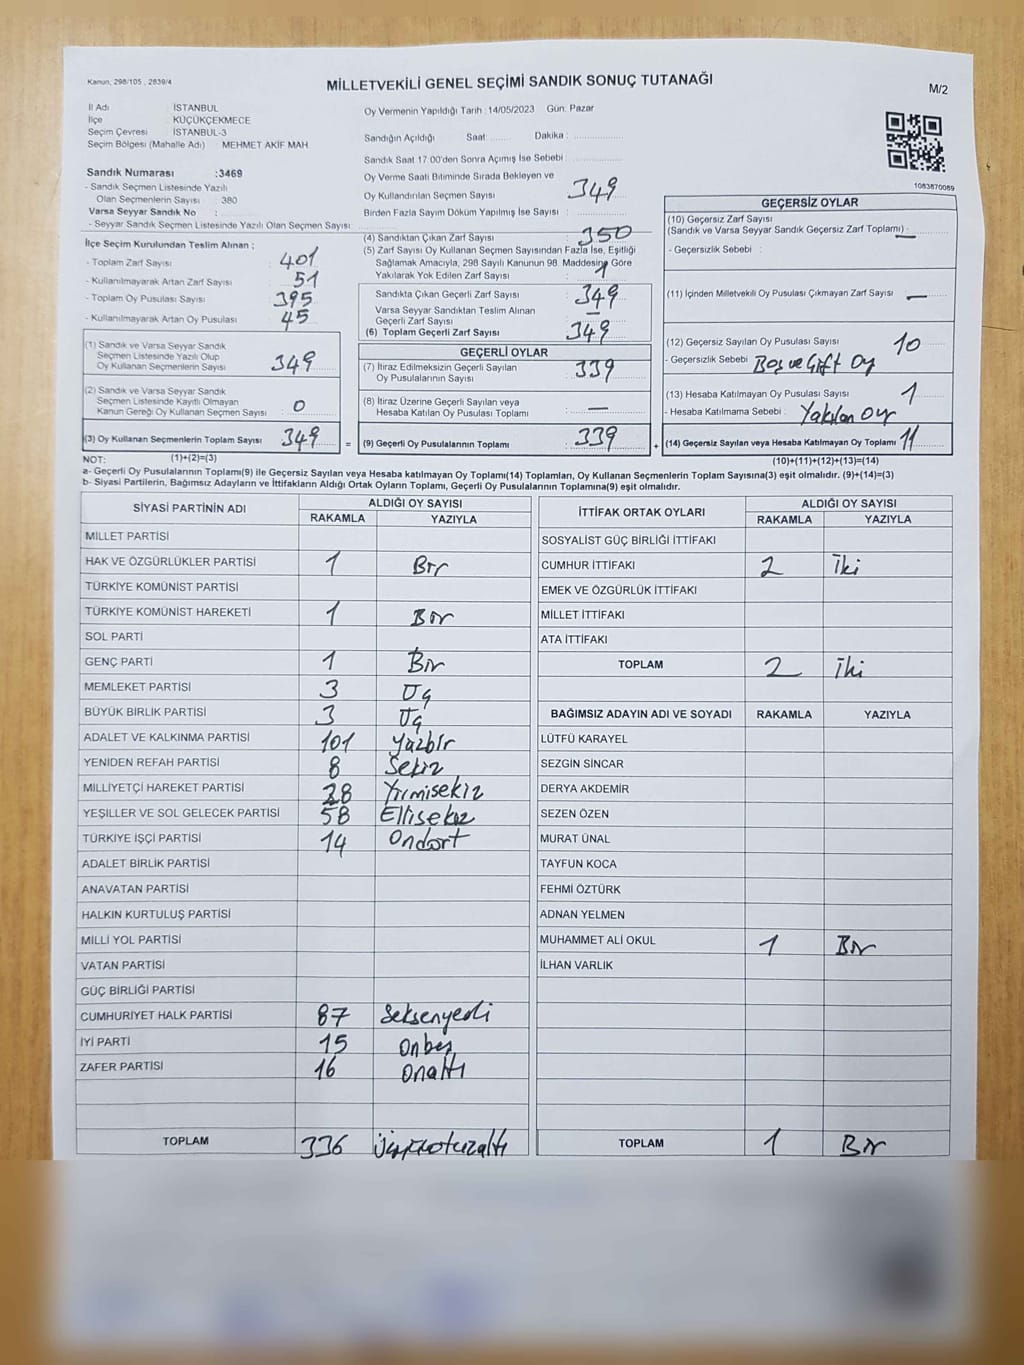 Kanun, 298/105 , 2839/4
MİLLETVEKİLİ GENEL SEÇİMİ SANDIK SONUÇ TUTANAĞI
M/2
İl Adı İSTANBUL
İlçe KÜÇÜKÇEKMECE
Seçim Çevresi İSTANBUL-3
Seçim Bölgesi (Mahalle Adı) MEHMET AKİF MAH
Sandık Numarası :3469
- Sandık Seçmen Listesinde Yazılı
Olan Seçmenlerin Sayısı : 380
Varsa Seyyar Sandık No :
- Seyyar Sandık Seçmen Listesinde Yazılı Olan Seçmen Sayısı:
Oy Vermenin Yapıldığı Tarih :14/05/2023 Gün: Pazar
Sandığın Açıldığı Saat: Dakika :
Sandık Saat 17:00'den Sonra Açılmış İse Sebebi :
Oy Verme Saati Bitiminde Sırada Bekleyen ve
Oy Kullandırılan Seçmen Sayısı : 349
Birden Fazla Sayım Döküm Yapılmış İse Sayısı :
1083870089
İlçe Seçim Kurulundan Teslim Alınan ;
- Toplam Zarf Sayısı : 401
- Kullanılmayarak Artan Zarf Sayısı : 51
- Toplam Oy Pusulası Sayısı : 395
- Kullanılmayarak Artan Oy Pusulası : 45
(1) Sandık ve Varsa Seyyar Sandık
Seçmen Listesinde Yazılı Olup
Oy Kullanan Seçmenlerin Sayısı : 349
(2) Sandık ve Varsa Seyyar Sandık
Seçmen Listesinde Kayıtlı Olmayan
Kanun Gereği Oy Kullanan Seçmen Sayısı : 0
(3) Oy Kullanan Seçmenlerin Toplam Sayısı : 349 =
(4) Sandıktan Çıkan Zarf Sayısı : 350
(5) Zarf Sayısı Oy Kullanan Seçmen Sayısından Fazla İse, Eşitliği
Sağlamak Amacıyla, 298 Sayılı Kanunun 98. Maddesine Göre
Yakılarak Yok Edilen Zarf Sayısı : 1
Sandıkta Çıkan Geçerli Zarf Sayısı : 349
Varsa Seyyar Sandıktan Teslim Alınan
Geçerli Zarf Sayısı : —
(6) Toplam Geçerli Zarf Sayısı : 349
GEÇERLİ OYLAR
(7) İtiraz Edilmeksizin Geçerli Sayılan
Oy Pusulalarının Sayısı : 339
(8) İtiraz Üzerine Geçerli Sayılan veya
Hesaba Katılan Oy Pusulası Toplamı : —
(9) Geçerli Oy Pusulalarının Toplamı : 339 +
GEÇERSİZ OYLAR
(10) Geçersiz Zarf Sayısı
(Sandık ve Varsa Seyyar Sandık Geçersiz Zarf Toplamı) : —
- Geçersizlik Sebebi :
(11) İçinden Milletvekili Oy Pusulası Çıkmayan Zarf Sayısı : —
(12) Geçersiz Sayılan Oy Pusulası Sayısı : 10
- Geçersizlik Sebebi : Boş ve Çift Oy
(13) Hesaba Katılmayan Oy Pusulası Sayısı : 1
- Hesaba Katılmama Sebebi : Yakılan oy
(14) Geçersiz Sayılan veya Hesaba Katılmayan Oy Toplamı : 11
NOT: (1)+(2)=(3) (10)+(11)+(12)+(13)=(14)
a- Geçerli Oy Pusulalarının Toplamı(9) ile Geçersiz Sayılan veya Hesaba katılmayan Oy Toplamı(14) Toplamları, Oy Kullanan Seçmenlerin Toplam Sayısına(3) eşit olmalıdır. (9)+(14)=(3)
b- Siyasi Partilerin, Bağımsız Adayların ve İttifakların Aldığı Ortak Oyların Toplamı, Geçerli Oy Pusulalarının Toplamına(9) eşit olmalıdır.
SİYASİ PARTİNİN ADI ALDIĞI OY SAYISI
RAKAMLA YAZIYLA
MİLLET PARTİSİ
HAK VE ÖZGÜRLÜKLER PARTİSİ 1 Bir
TÜRKİYE KOMÜNİST PARTİSİ
TÜRKİYE KOMÜNİST HAREKETİ 1 Bir
SOL PARTİ
GENÇ PARTİ 1 Bir
MEMLEKET PARTİSİ 3 Üç
BÜYÜK BİRLİK PARTİSİ 3 Üç
ADALET VE KALKINMA PARTİSİ 101 Yüzbir
YENİDEN REFAH PARTİSİ 8 Sekiz
MİLLİYETÇİ HAREKET PARTİSİ 28 Yirmisekiz
YEŞİLLER VE SOL GELECEK PARTİSİ 58 Ellisekiz
TÜRKİYE İŞÇİ PARTİSİ 14 Ondört
ADALET BİRLİK PARTİSİ
ANAVATAN PARTİSİ
HALKIN KURTULUŞ PARTİSİ
MİLLİ YOL PARTİSİ
VATAN PARTİSİ
GÜÇ BİRLİĞİ PARTİSİ
CUMHURİYET HALK PARTİSİ 87 Seksenyedi
İYİ PARTİ 15 Onbeş
ZAFER PARTİSİ 16 Onaltı
TOPLAM 336 Üçyüzotuzaltı
İTTİFAK ORTAK OYLARI ALDIĞI OY SAYISI
RAKAMLA YAZIYLA
SOSYALİST GÜÇ BİRLİĞİ İTTİFAKI
CUMHUR İTTİFAKI 2 İki
EMEK VE ÖZGÜRLÜK İTTİFAKI
MİLLET İTTİFAKI
ATA İTTİFAKI
TOPLAM 2 İki
BAĞIMSIZ ADAYIN ADI VE SOYADI RAKAMLA YAZIYLA
LÜTFÜ KARAYEL
SEZGİN SİNCAR
DERYA AKDEMİR
SEZEN ÖZEN
MURAT ÜNAL
TAYFUN KOCA
FEHMİ ÖZTÜRK
ADNAN YELMEN
MUHAMMET ALİ OKUL 1 Bir
İLHAN VARLIK
TOPLAM 1 Bir